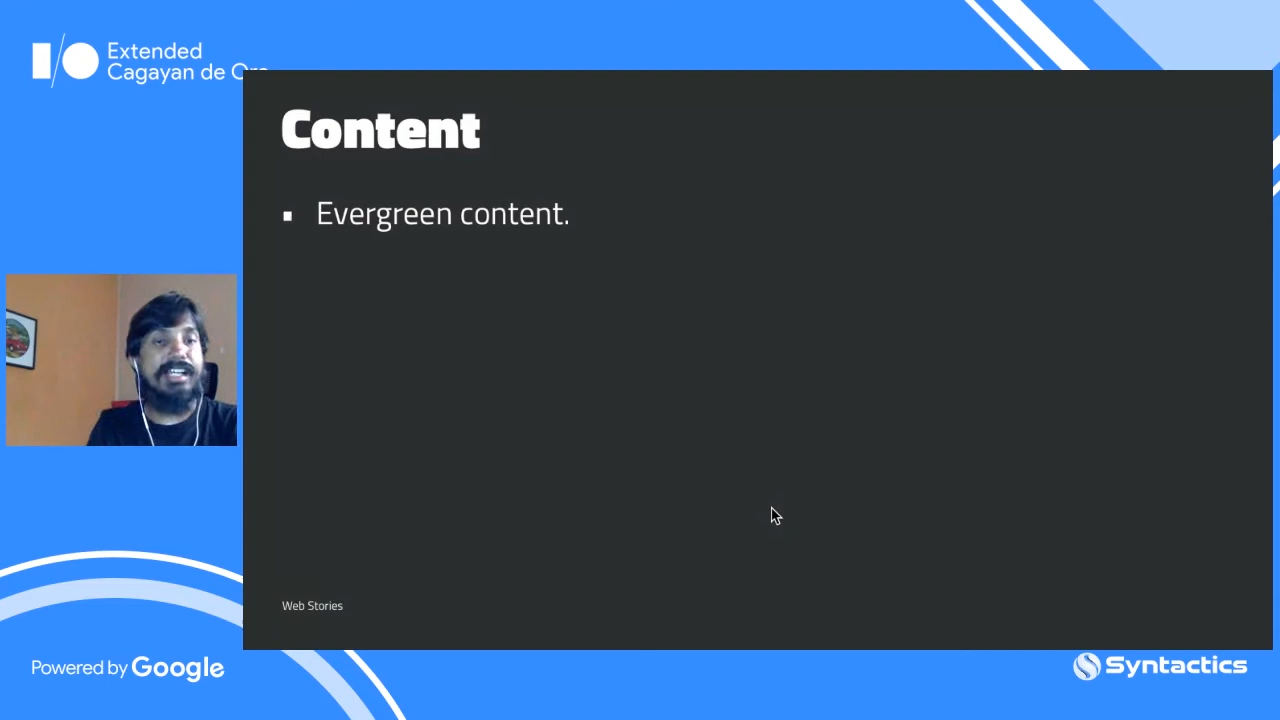 I/O Extended
Cagayan de Oro
Content
▪ Evergreen content.
Web Stories
Powered by Google
Syntactics